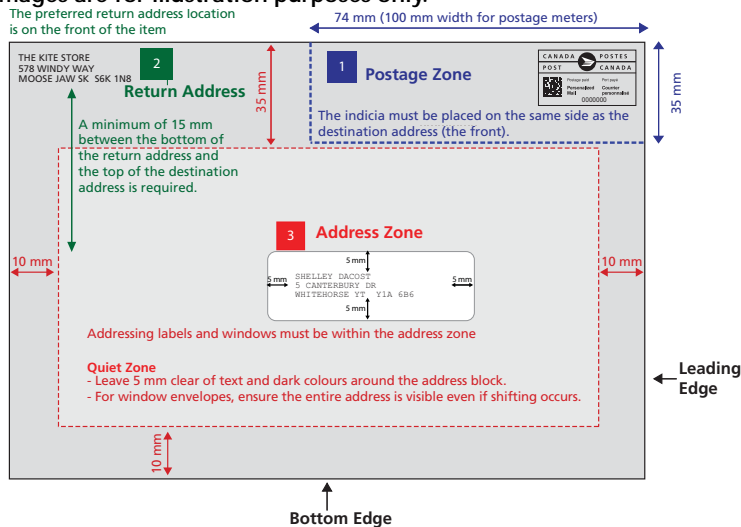 mages are for illustration purposes only.
The preferred return address location
is on the front of the item
74 mm (100 mm width for postage meters)
THE KITE STORE
578 WINDY WAY
MOOSE JAW SK  S6K 1N8
2
Return Address
35 mm
1
Postage Zone
CANADA POSTES
POST CANADA
Postage paid Port payé
Personalized Mail
Compteur personnalisé
0000000
35 mm
The indicia must be placed on the same side as the
destination address (the front).
A minimum of 15 mm
between the bottom of
the return address and
the top of the destination
address is required.
3
Address Zone
10 mm
10 mm
5 mm
5 mm
5 mm
SHELLEY DACOST
5 CANTERBURY DR
WHITEHORSE YT  Y1A 6B6
5 mm
Addressing labels and windows must be within the address zone
Quiet Zone
- Leave 5 mm clear of text and dark colours around the address block.
- For window envelopes, ensure the entire address is visible even if shifting occurs.
Leading
Edge
10 mm
Bottom Edge